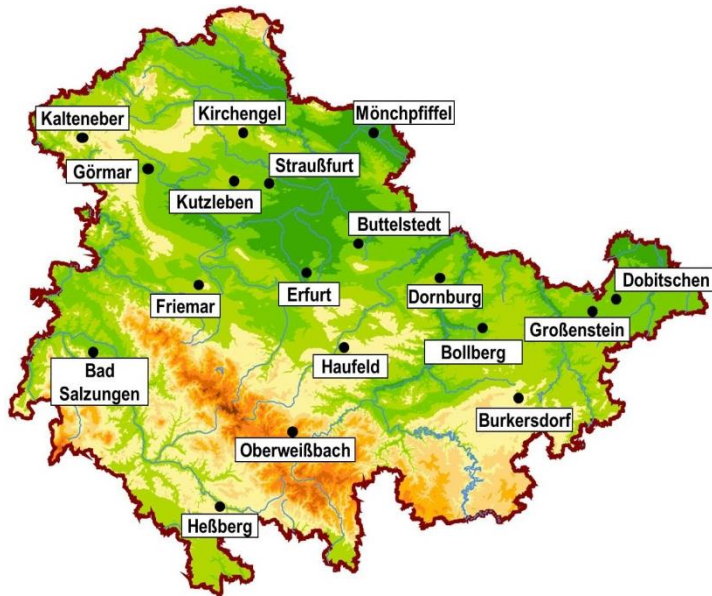 Kirchengel
Mönchpfiffel
Kalteneber
Straußfurt
Görmar
Kutzleben
Buttelstedt
Dobitschen
Friemar
Erfurt
Dornburg
Großenstein
Haufeld
Bollberg
Bad
Salzungen
Burkersdorf
Oberweißbach
Heßberg